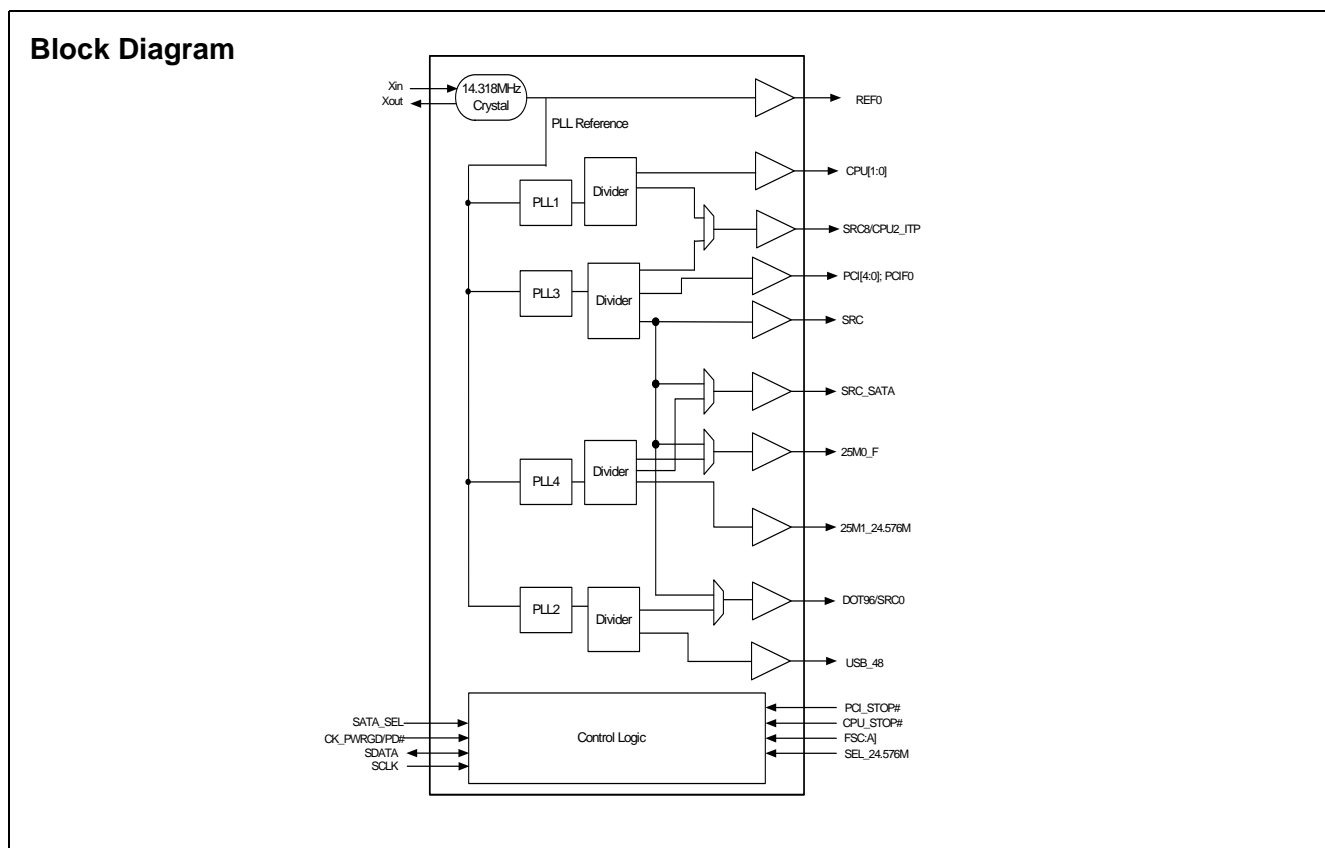 Block Diagram
Xin
Xout
14.318MHz
Crystal
PLL Reference
REF0
CPU[1:0]
PLL1
Divider
SRC8/CPU2_ITP
PLL3
Divider
PCI[4:0]; PCIF0
SRC
SRC_SATA
25M0_F
PLL4
Divider
25M1_24.576M
PLL2
Divider
DOT96/SRC0
USB_48
SATA_SEL
CK_PWRGD/PD#
SDATA
SCLK
Control Logic
PCI_STOP#
CPU_STOP#
FSC:A]
SEL_24.576M